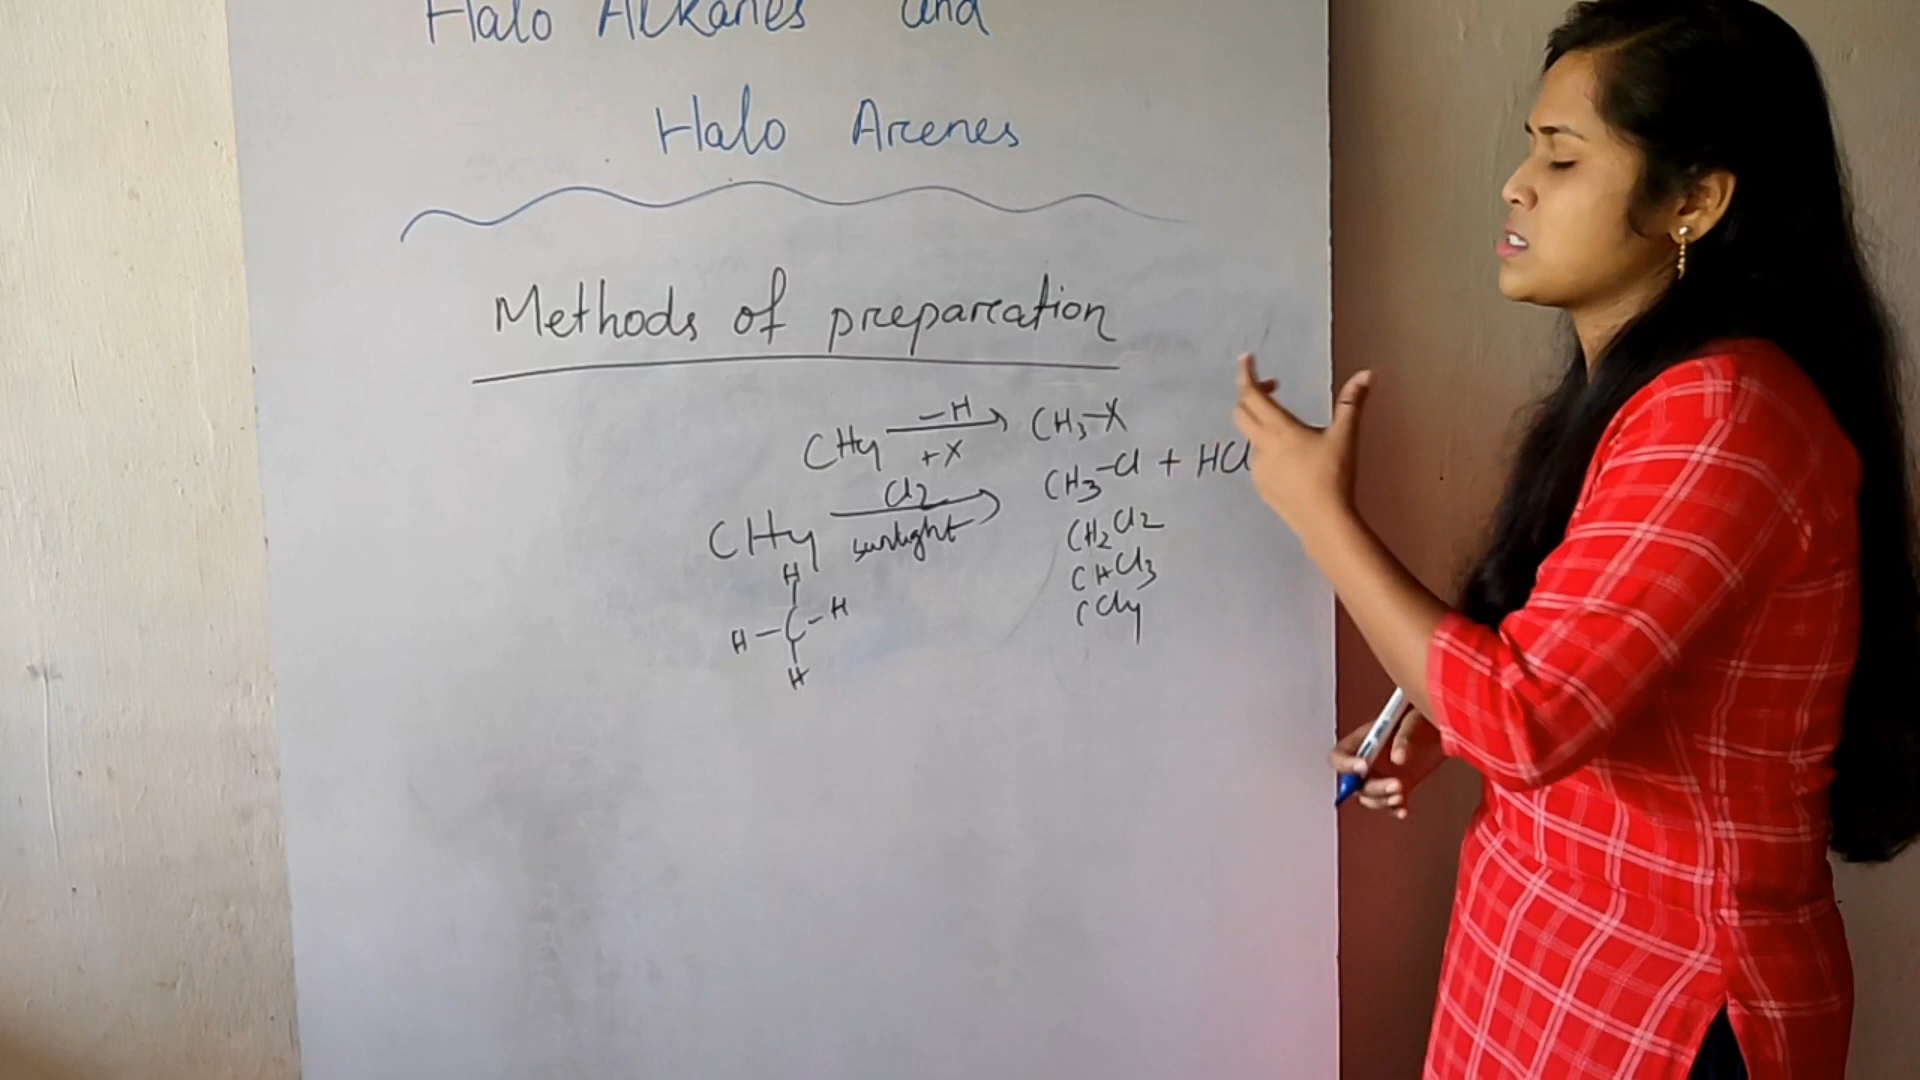 Halo Alkanes and
Halo Arenes
Methods of preparation
CH4 -H +X → CH3-X
CH4 Cl2 sunlight → CH3-Cl + HCl
CH2Cl2
CHCl3
CCl4
H
H-C-H
H